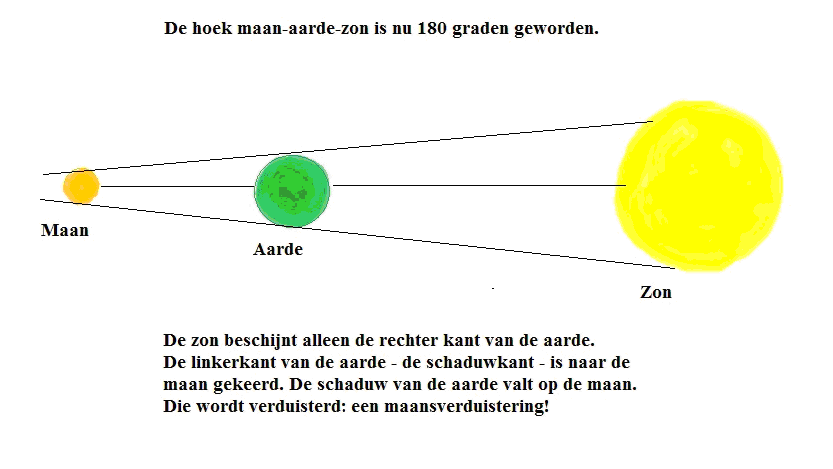 De hoek maan-aarde-zon is nu 180 graden geworden.
Maan
Aarde
Zon
De zon beschijnt alleen de rechter kant van de aarde.
De linkerkant van de aarde - de schaduwkant - is naar de
maan gekeerd. De schaduw van de aarde valt op de maan.
Die wordt verduisterd: een maansverduistering!